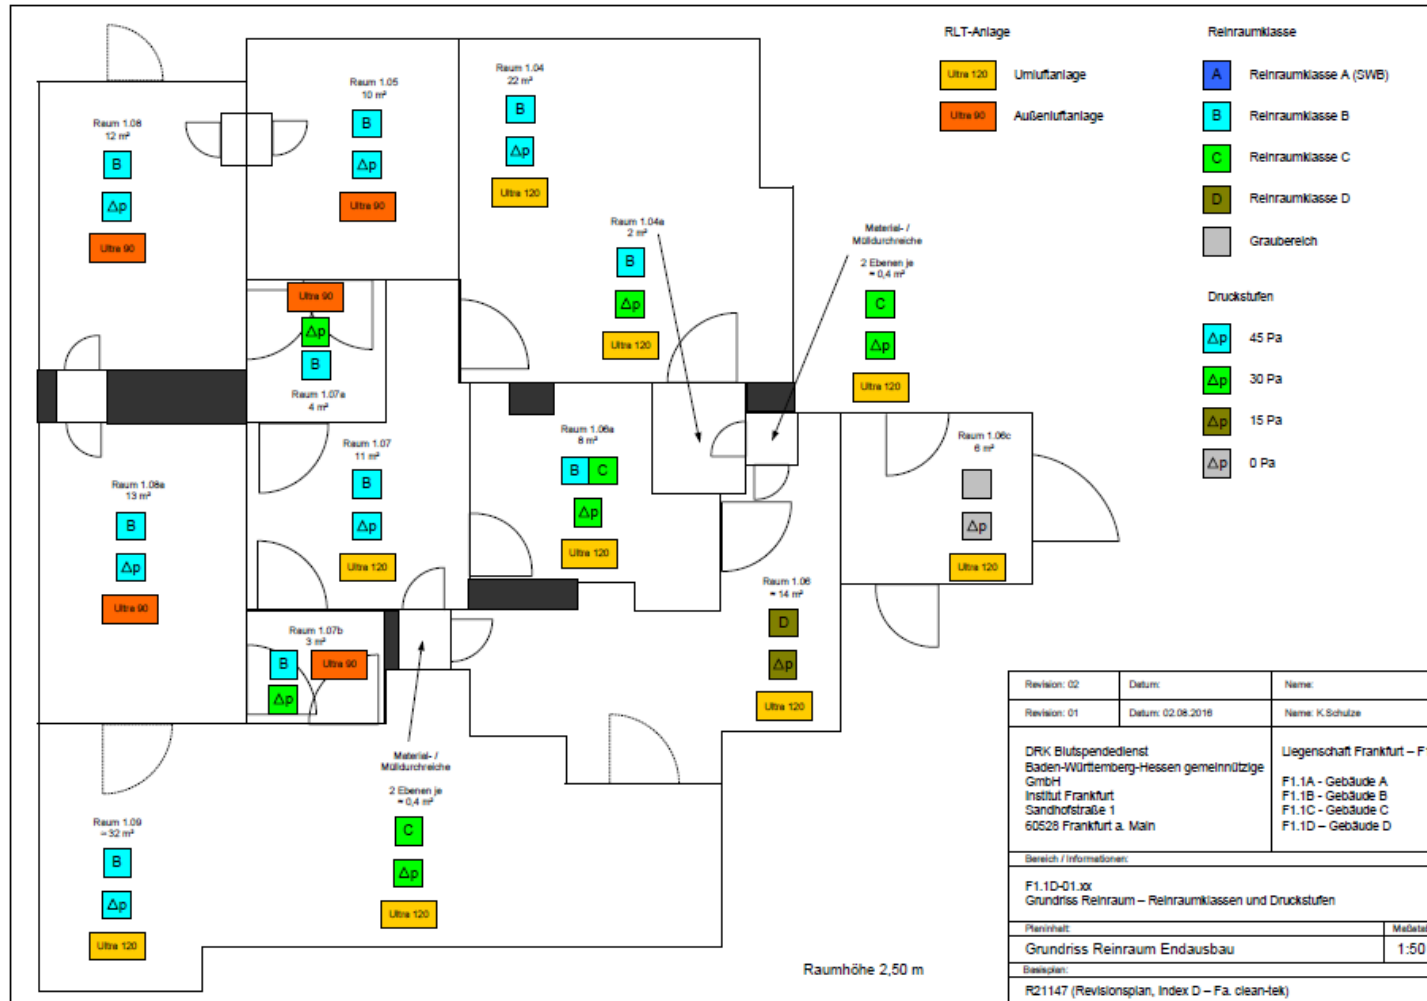 RLT-Anlage
Ultra 120 Umluftanlage
Ultra 90 Außenluftanlage
Reinraumklasse
A Reinraumklasse A (SWB)
B Reinraumklasse B
C Reinraumklasse C
D Reinraumklasse D
Graubereich
Druckstufen
Δp 45 Pa
Δp 30 Pa
Δp 15 Pa
Δp 0 Pa
Raum 1.08
12 m²
B
Δp
Ultra 90
Raum 1.05
10 m²
B
Δp
Ultra 90
Raum 1.04
22 m²
B
Δp
Ultra 120
Raum 1.04a
2 m²
B
Δp
Ultra 120
Material- /
Mülldurchreiche
2 Ebenen je
≈ 0,4 m²
C
Δp
Ultra 120
Ultra 90
Δp
B
Raum 1.07a
4 m²
Raum 1.07
11 m²
B
Δp
Ultra 120
Raum 1.06a
8 m²
B C
Δp
Ultra 120
Raum 1.06c
6 m²
Δp
Ultra 120
Raum 1.08a
13 m²
B
Δp
Ultra 90
Raum 1.07b
3 m²
B Ultra 90
Δp
Raum 1.06
≈ 14 m²
D
Δp
Ultra 120
Material- /
Mülldurchreiche
2 Ebenen je
≈ 0,4 m²
C
Δp
Ultra 120
Raum 1.09
≈ 32 m²
B
Δp
Ultra 120
Raumhöhe 2,50 m
Revision: 02 Datum: Name:
Revision: 01 Datum: 02.08.2016 Name: K.Schulze
DRK Blutspendedienst
Baden-Württemberg-Hessen gemeinnützige
GmbH
Institut Frankfurt
Sandhofstraße 1
60528 Frankfurt a. Main
Liegenschaft Frankfurt – F
F1.1A - Gebäude A
F1.1B - Gebäude B
F1.1C - Gebäude C
F1.1D – Gebäude D
Bereich / Informationen:
F1.1D-01.xx
Grundriss Reinraum – Reinraumklassen und Druckstufen
Planinhalt:
Grundriss Reinraum Endausbau
Maßstab
1:50
Basisplan:
R21147 (Revisionsplan, Index D – Fa. clean-tek)